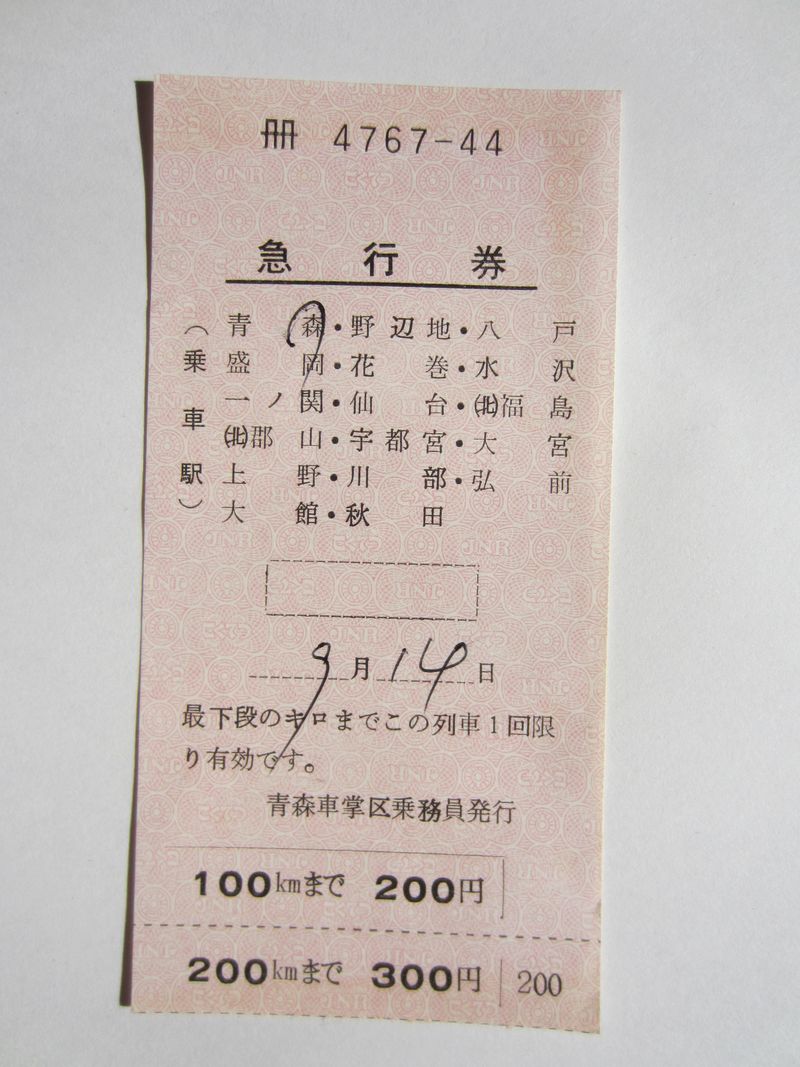 冊 4767-44
急行券
(乗車駅)
青森・野辺地・八戸
盛岡・花巻・水沢
一ノ関・仙台・㋑福島
郡山・宇都宮・大宮
上野・川部・弘前
大館・秋田
9月14日
最下段のキロまでこの列車1回限
り有効です。
青森車掌区乗務員発行
100kmまで 200円
200kmまで 300円 200